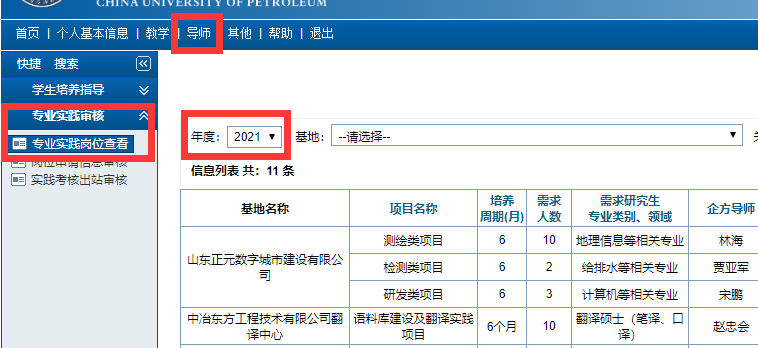 CHINA UNIVERSITY OF PETROLEUM
首页 | 个人基本信息 | 教学 | 导师 | 其他 | 帮助 | 退出
快捷 搜索
学生培养指导
专业实践审核
专业实践岗位查看
岗位申请信息审核
实践考核出站审核
年度： 2021 基地： --请选择--
信息列表 共：11 条
基地名称 项目名称 培养周期(月) 需求人数 需求研究生专业类别、领域 企方导师
山东正元数字城市建设有限公司 测绘类项目 6 10 地理信息等相关专业 林海
检测类项目 6 2 给排水等相关专业 贾亚军
研发类项目 6 3 计算机等相关专业 宋鹏
中冶东方工程技术有限公司翻译中心 语料库建设及翻译实践项目 6个月 10 翻译硕士（笔译、口译） 赵忠会